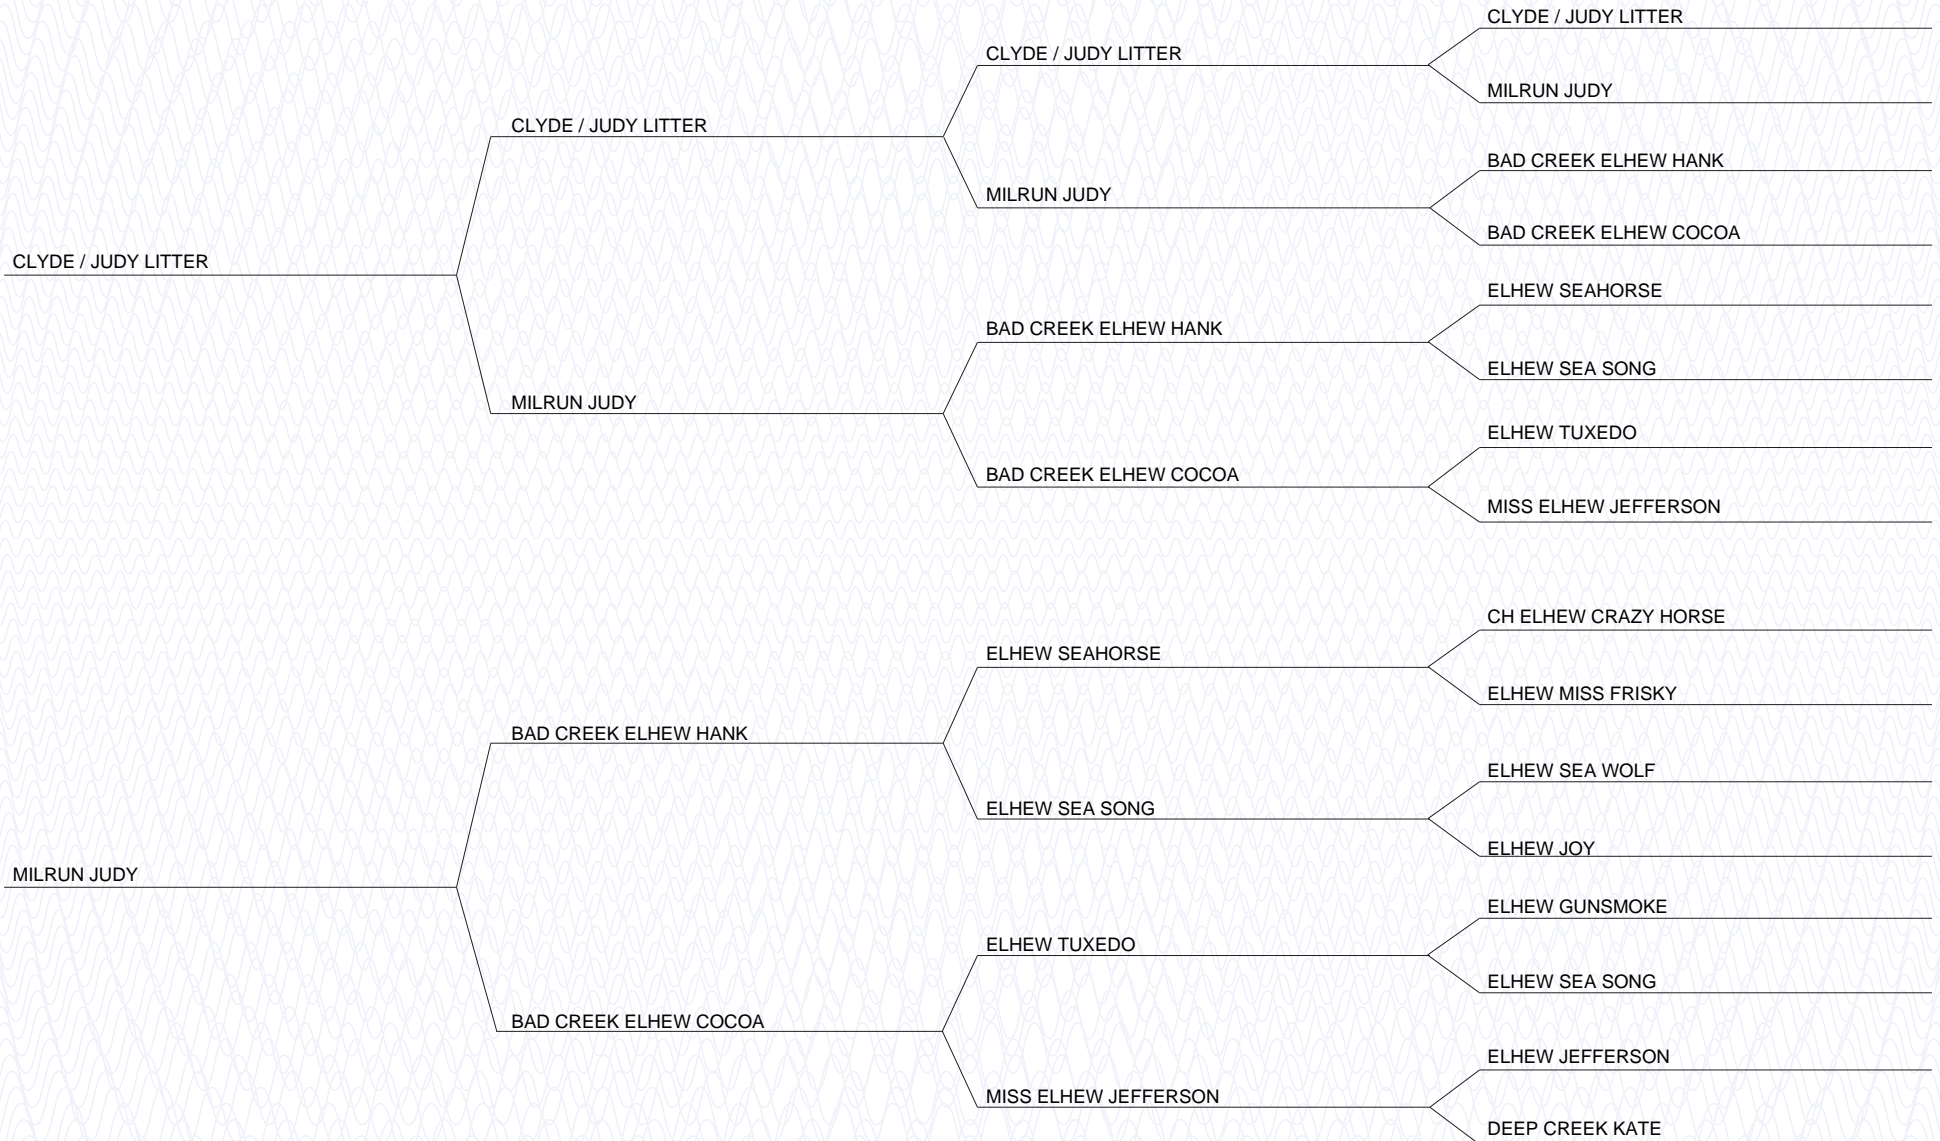 CLYDE / JUDY LITTER
CLYDE / JUDY LITTER
CLYDE / JUDY LITTER
CLYDE / JUDY LITTER
MILRUN JUDY
MILRUN JUDY
BAD CREEK ELHEW HANK
BAD CREEK ELHEW COCOA
MILRUN JUDY
BAD CREEK ELHEW HANK
ELHEW SEAHORSE
ELHEW SEA SONG
BAD CREEK ELHEW COCOA
ELHEW TUXEDO
MISS ELHEW JEFFERSON
MILRUN JUDY
BAD CREEK ELHEW HANK
ELHEW SEAHORSE
CH ELHEW CRAZY HORSE
ELHEW MISS FRISKY
ELHEW SEA SONG
ELHEW SEA WOLF
ELHEW JOY
BAD CREEK ELHEW COCOA
ELHEW TUXEDO
ELHEW GUNSMOKE
ELHEW SEA SONG
MISS ELHEW JEFFERSON
ELHEW JEFFERSON
DEEP CREEK KATE